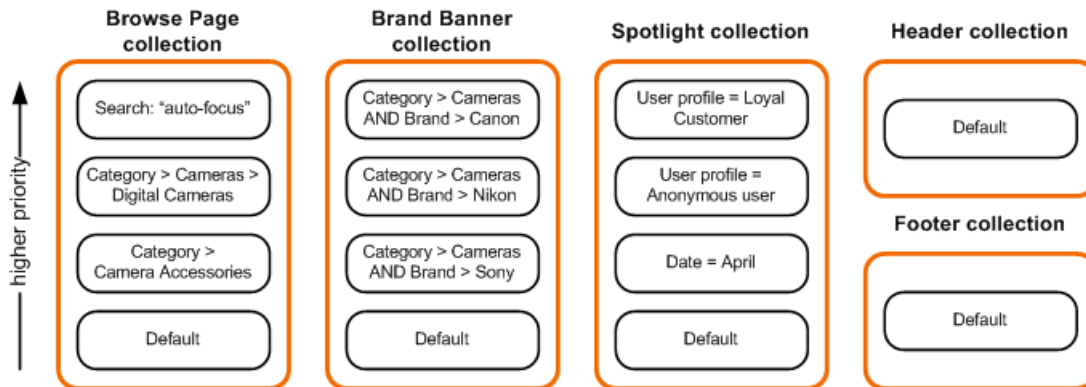 Browse Page
collection
Search: “auto-focus”
Category > Cameras >
Digital Cameras
Category >
Camera Accessories
Default
Brand Banner
collection
Category > Cameras
AND Brand > Canon
Category > Cameras
AND Brand > Nikon
Category > Cameras
AND Brand > Sony
Default
Spotlight collection
User profile = Loyal
Customer
User profile =
Anonymous user
Date = April
Default
Header collection
Default
Footer collection
Default
higher priority